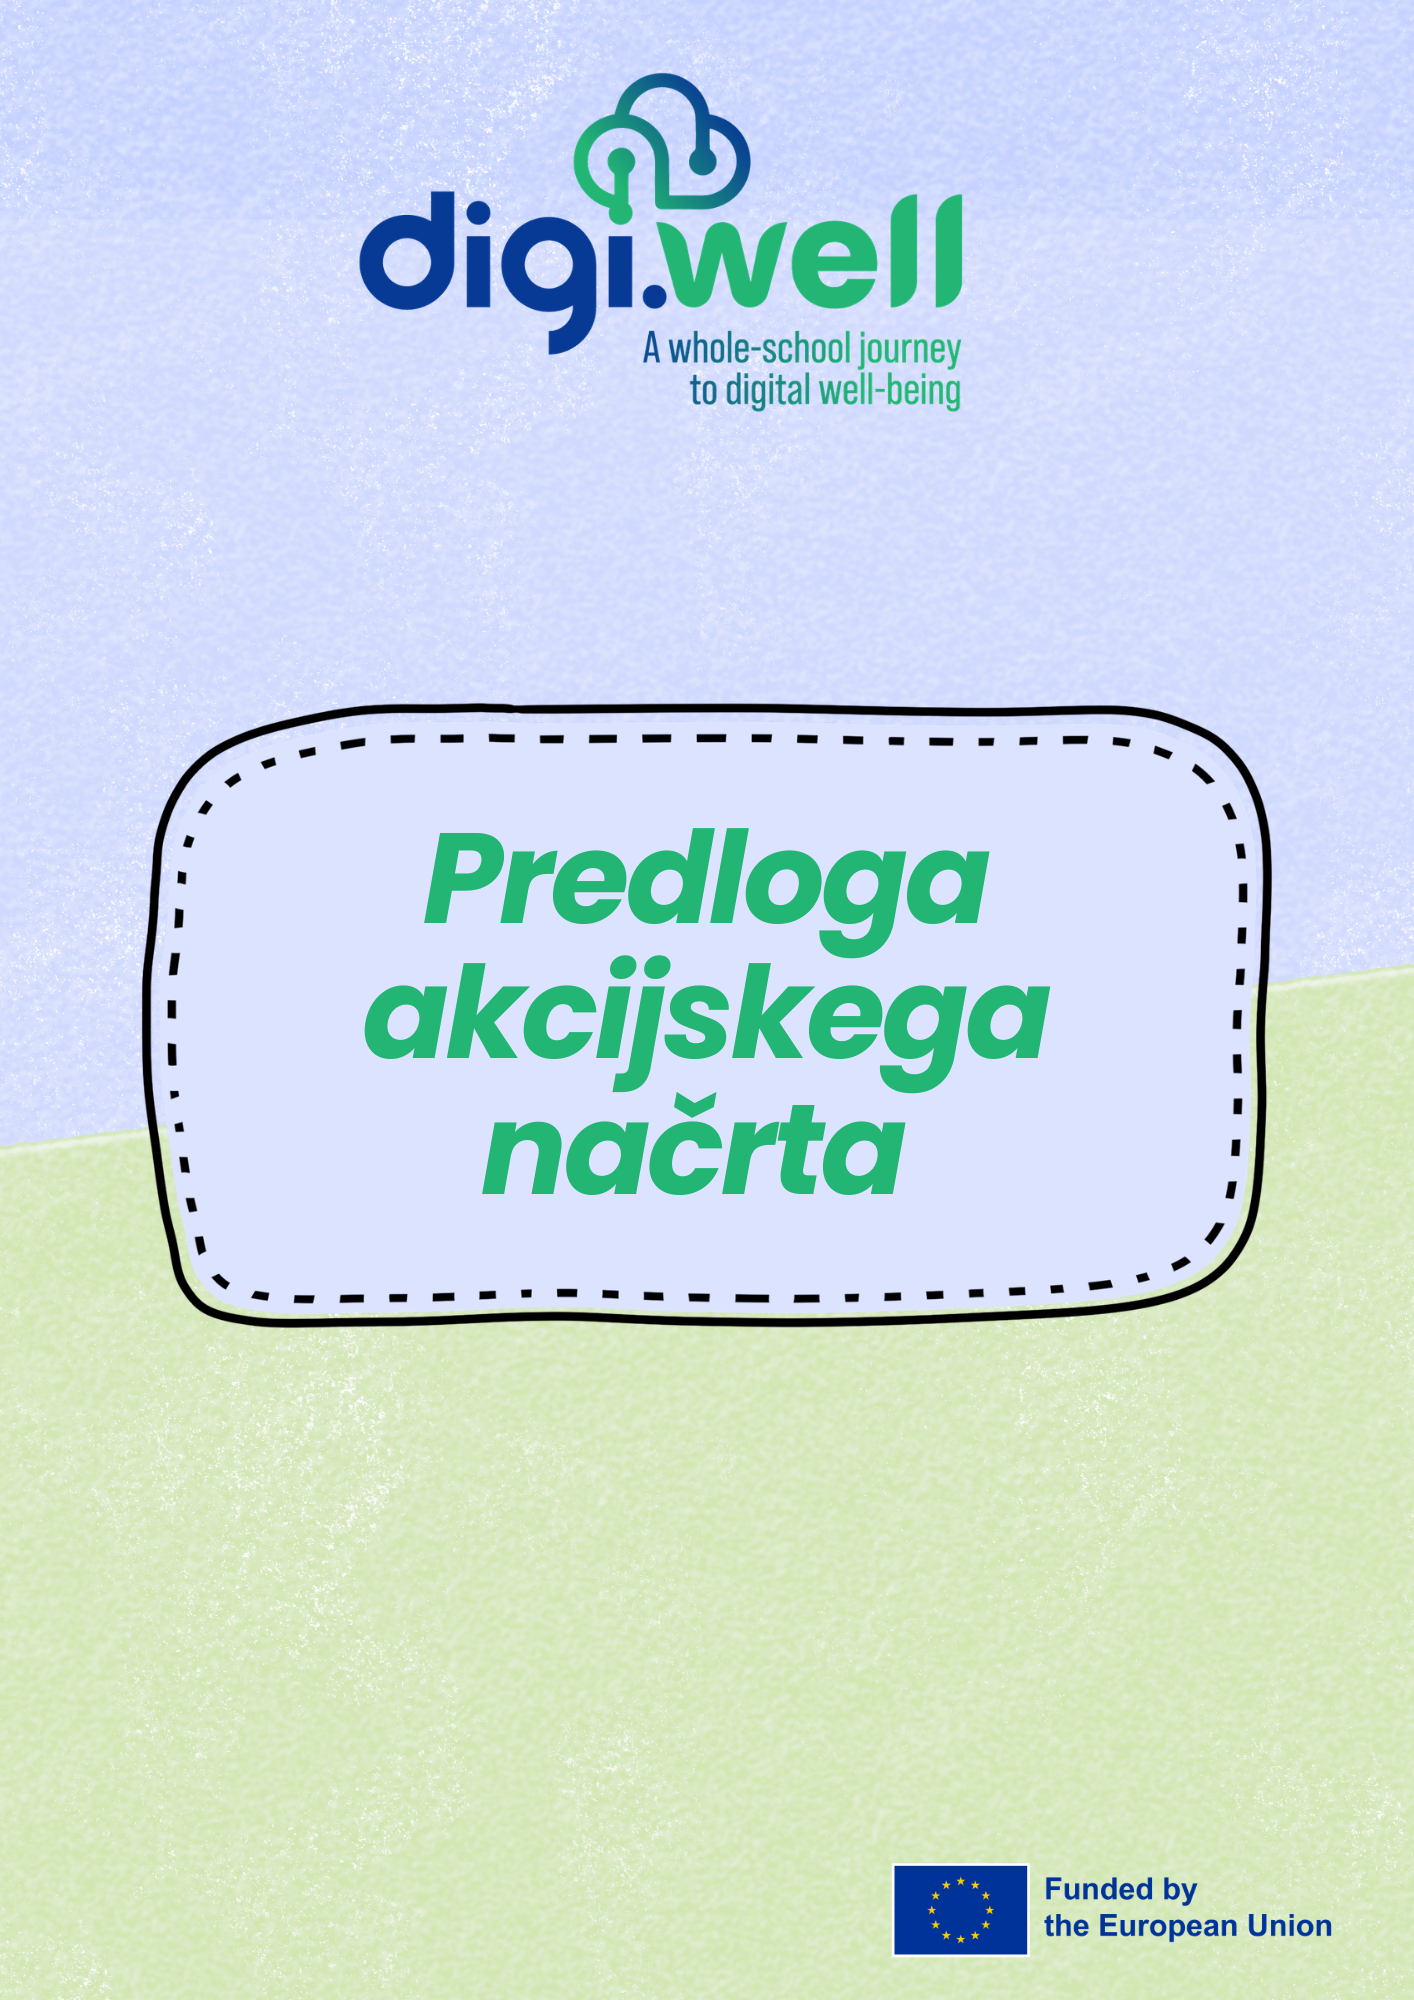 digi.well
A whole-school journey
to digital well-being
Predloga
akcijskega
načrta
Funded by
the European Union